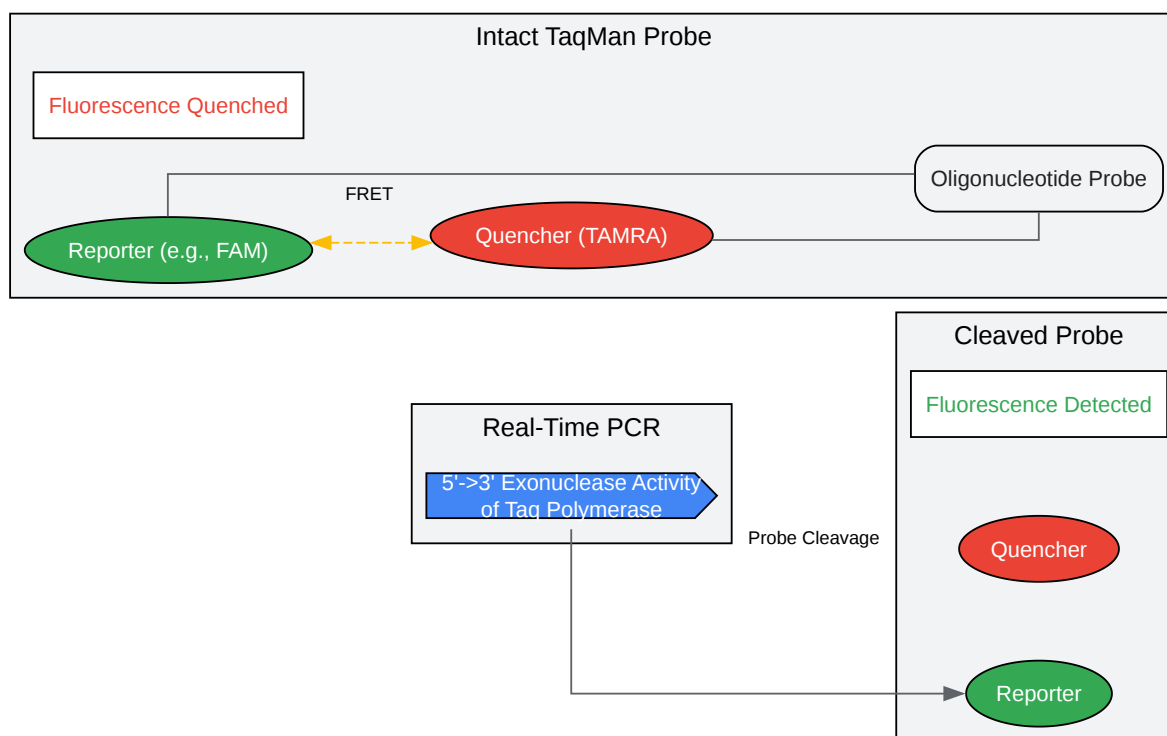 Intact TaqMan Probe
Fluorescence Quenched
Oligonucleotide Probe
FRET
Reporter (e.g., FAM)
Quencher (TAMRA)
Cleaved Probe
Fluorescence Detected
Real-Time PCR
5'->3' Exonuclease Activity
of Taq Polymerase
Probe Cleavage
Quencher
Reporter